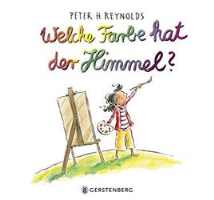 PETER H REYNOLDS
Welche Farbe hat
der Himmel?
GERSTENBERG